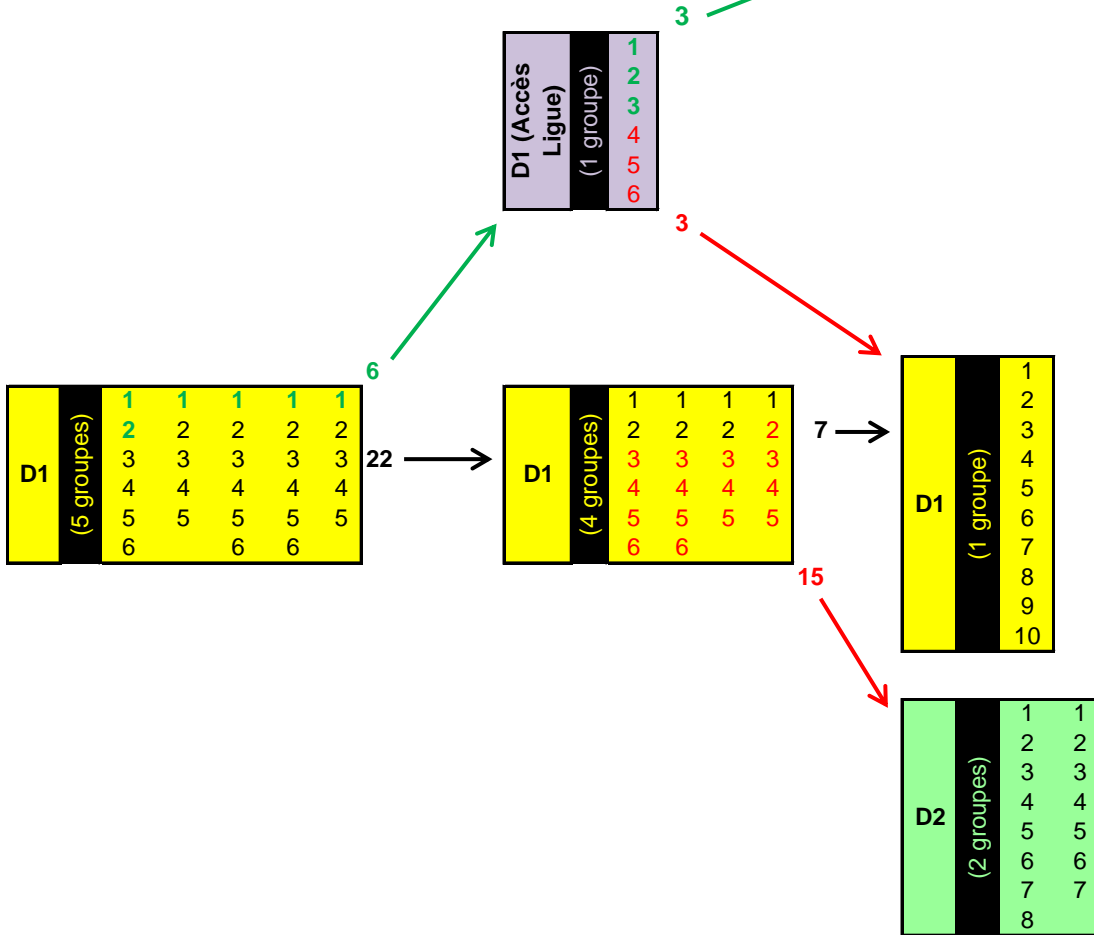 3
D1 (Accès
Ligue)
(1 groupe)
1
2
3
4
5
6
3
6
D1
(5 groupes)
1 1 1 1 1
2 2 2 2 2
3 3 3 3 3
4 4 4 4 4
5 5 5 5 5
6 6 6
22
D1
(4 groupes)
1 1 1 1
2 2 2 2
3 3 3 3
4 4 4 4
5 5 5 5
6 6
7
15
D1
(1 groupe)
1
2
3
4
5
6
7
8
9
10
D2
(2 groupes)
1 1
2 2
3 3
4 4
5 5
6 6
7 7
8